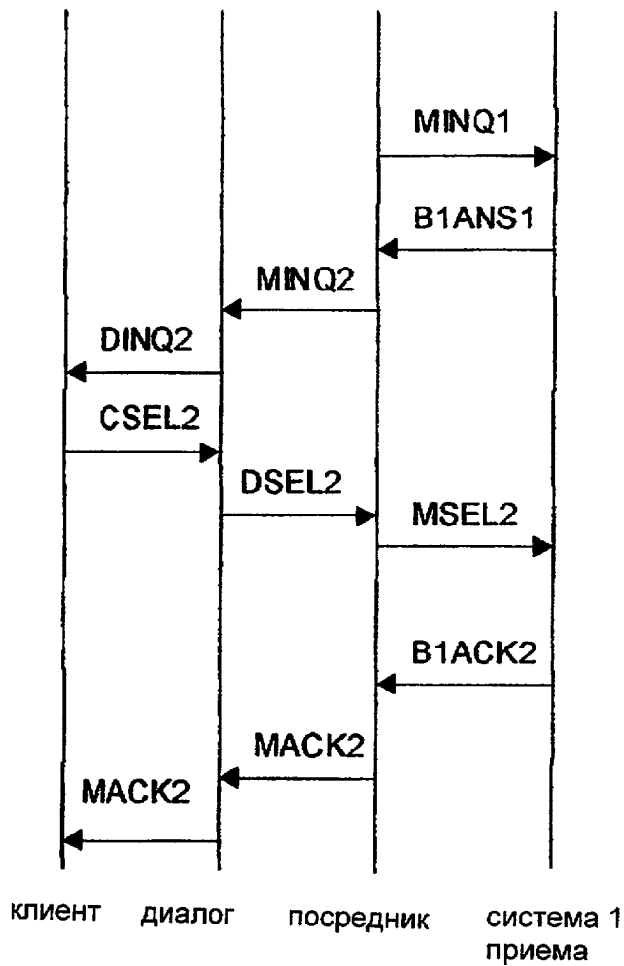 MINQ1
B1ANS1
MINQ2
DINQ2
CSEL2
DSEL2
MSEL2
B1ACK2
MACK2
MACK2
клиент диалог посредник система 1
приема